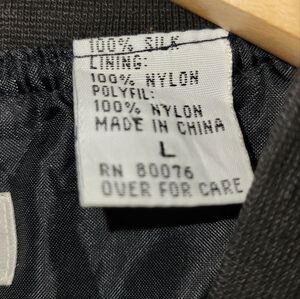 100% SILK
LINING:
100% NYLON
POLYFIL:
100% NYLON
MADE IN CHINA
L
RN 80076
OVER FOR CARE